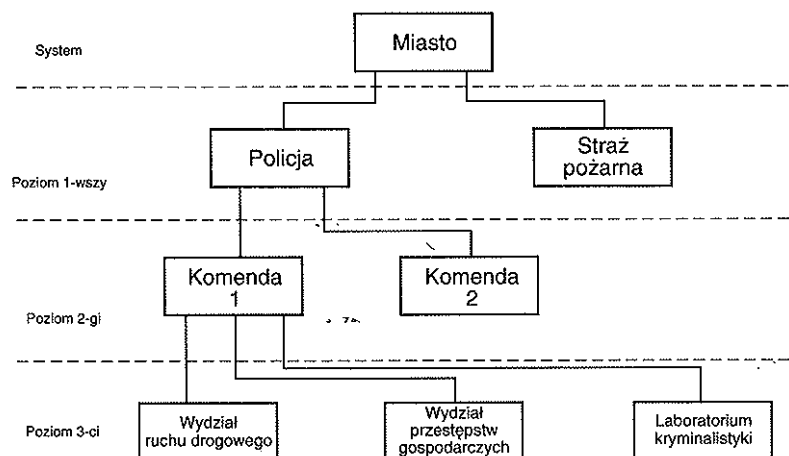 System
Miasto
Policja
Straż
pożarna
Poziom 1-wszy
Komenda
1
Komenda
2
Poziom 2-gi
Poziom 3-ci
Wydział
ruchu drogowego
Wydział
przestępstw
gospodarczych
Laboratorium
kryminalistyki